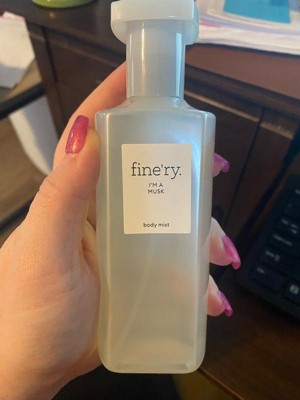 fine'ry.
I'M A
MUSK
body mist